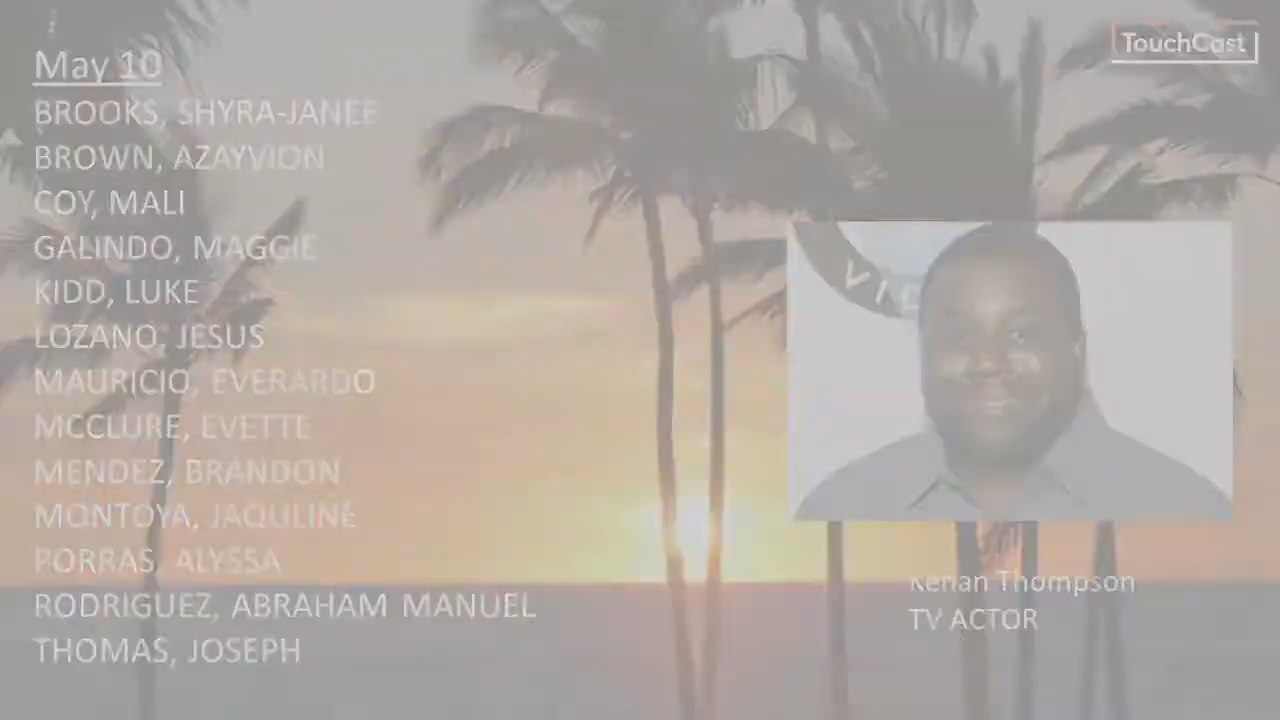 May 10
BROOKS, SHYRA-JANEE
BROWN, AZAYVION
COY, MALI
GALINDO, MAGGIE
KIDD, LUKE
LOZANO, JESUS
MAURICIO, EVERARDO
MCCLURE, EVETTE
MENDEZ, BRANDON
MONTOYA, JAQULINE
PORRAS, ALYSSA
RODRIGUEZ, ABRAHAM MANUEL
THOMAS, JOSEPH
TouchCast
Kenan Thompson
TV ACTOR